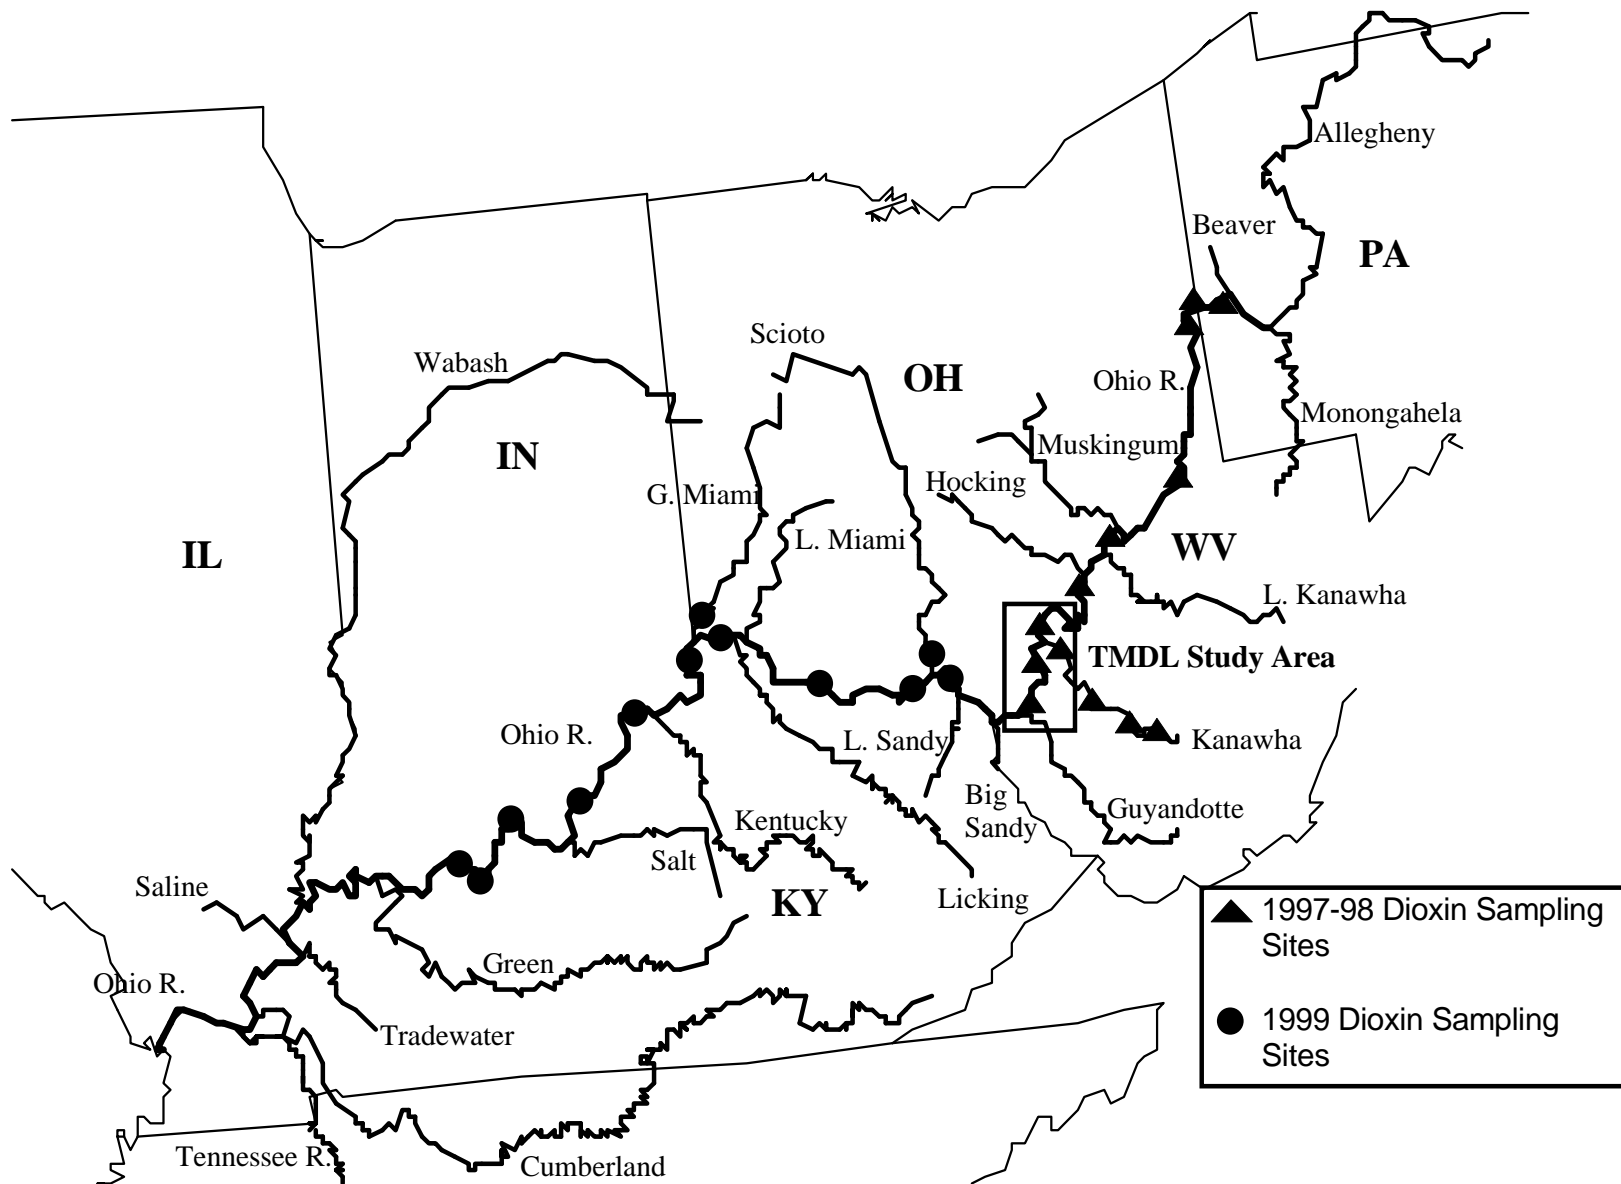 Allegheny
Beaver
PA
Scioto
Wabash
OH
Ohio R.
Monongahela
IN
Muskingum
Hocking
G. Miami
L. Miami
IL
WV
L. Kanawha
TMDL Study Area
Ohio R.
L. Sandy
Kanawha
Big
Sandy
Guyandotte
Kentucky
Salt
Saline
KY
Licking
1997-98 Dioxin Sampling
Sites
Green
Ohio R.
Tradewater
1999 Dioxin Sampling
Sites
Tennessee R.
Cumberland